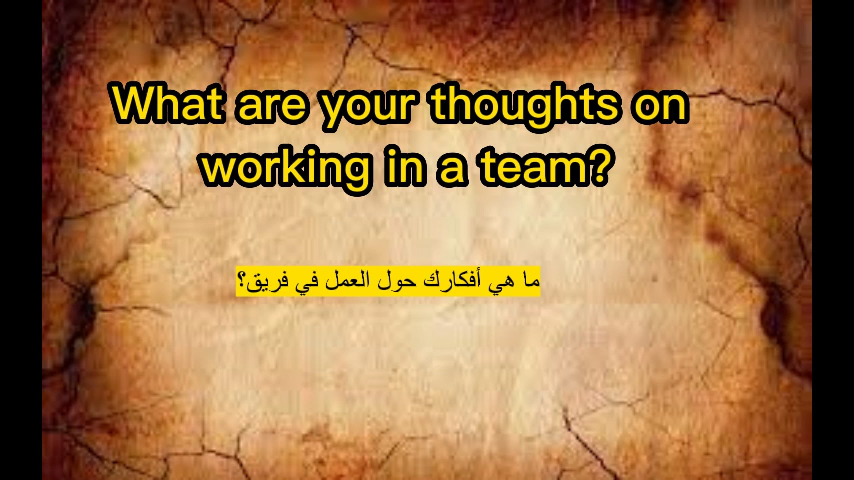 What are your thoughts on
working in a team?
ما هي أفكارك حول العمل في فريق؟